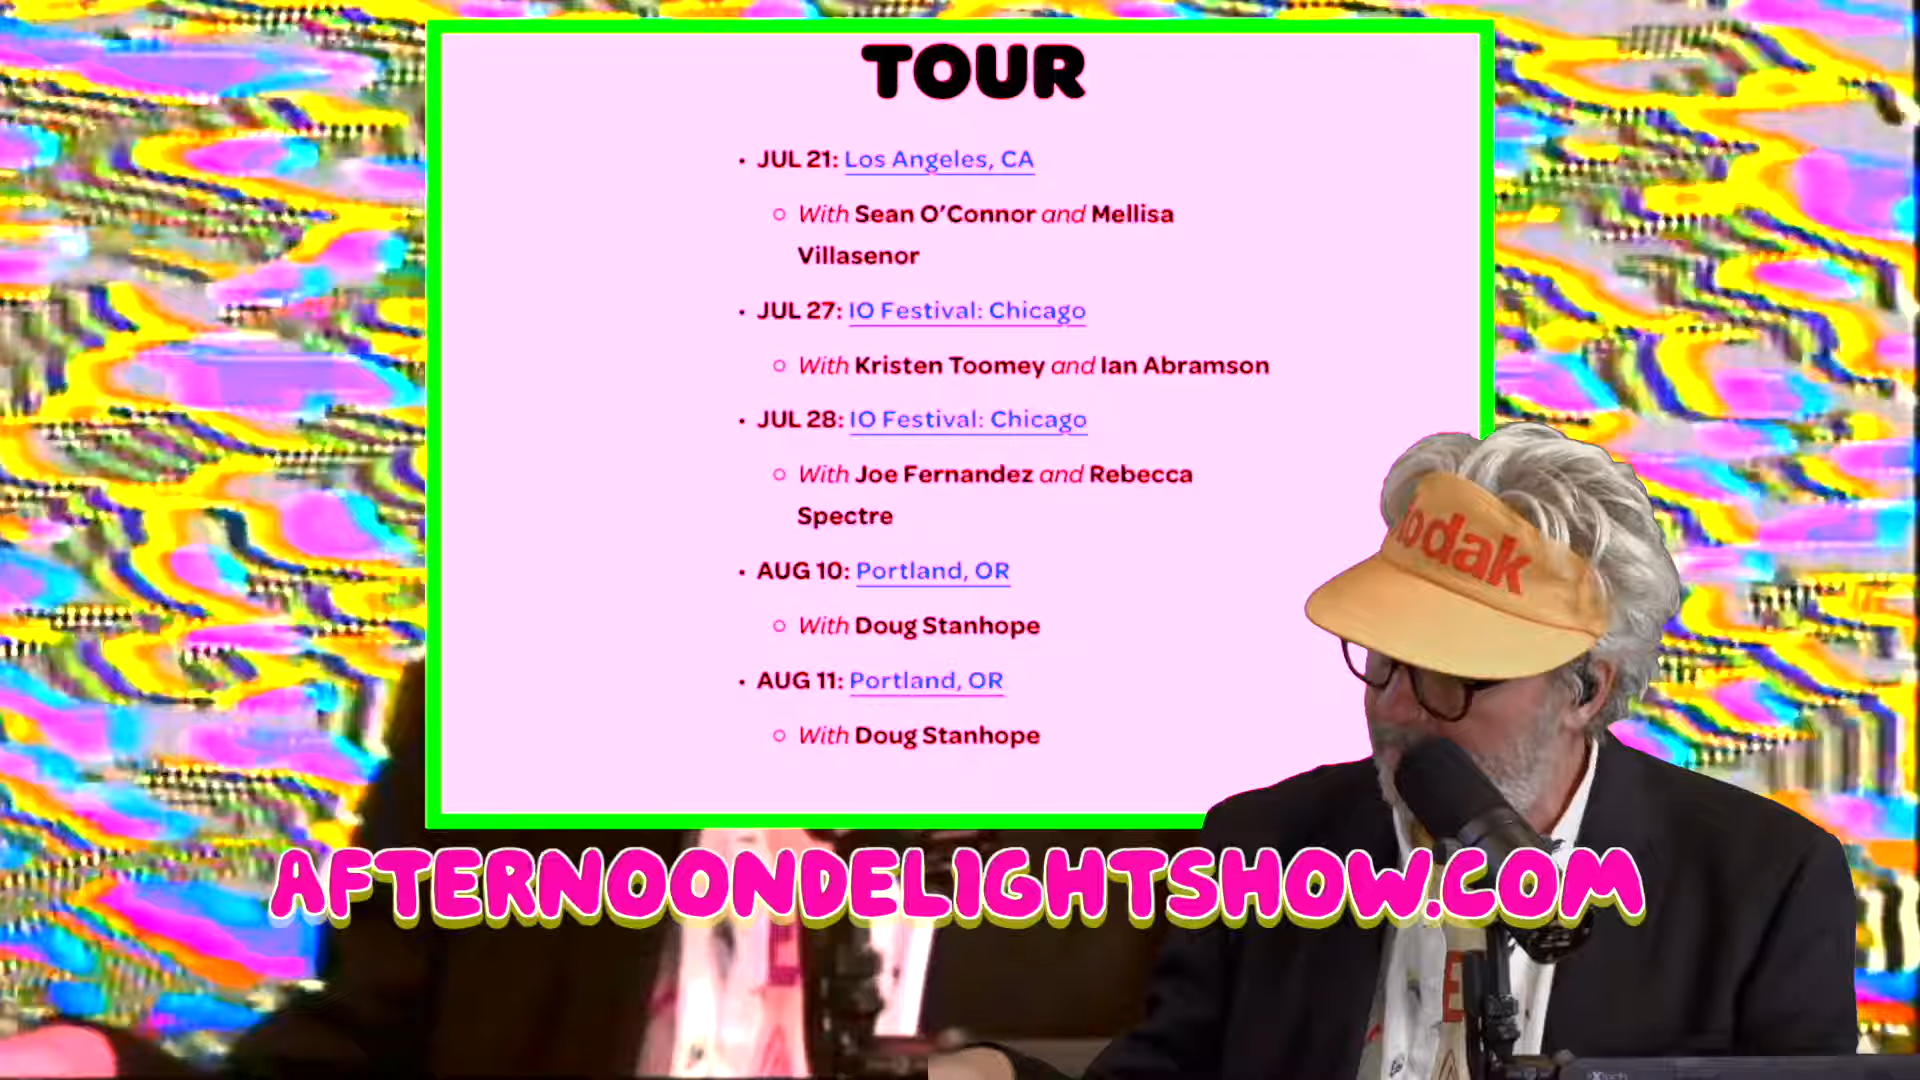 TOUR
• JUL 21: Los Angeles, CA
○ With Sean O'Connor and Mellisa
Villasenor
• JUL 27: IO Festival: Chicago
○ With Kristen Toomey and Ian Abramson
• JUL 28: IO Festival: Chicago
○ With Joe Fernandez and Rebecca
Spectre
• AUG 10: Portland, OR
○ With Doug Stanhope
• AUG 11: Portland, OR
○ With Doug Stanhope
odak
AFTERNOONDELIGHTSHOW.COM
E